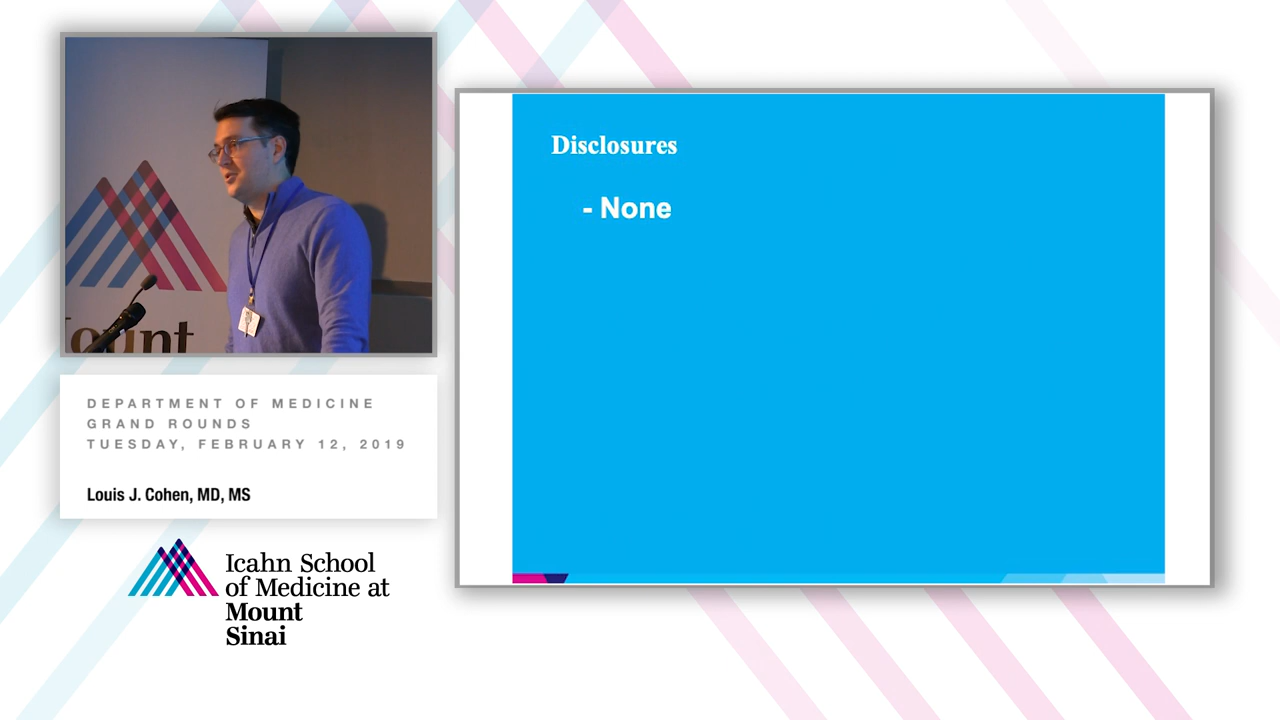 Mount
DEPARTMENT OF MEDICINE
GRAND ROUNDS
TUESDAY, FEBRUARY 12, 2019
Louis J. Cohen, MD, MS
Icahn School
of Medicine at
Mount
Sinai
Disclosures
- None